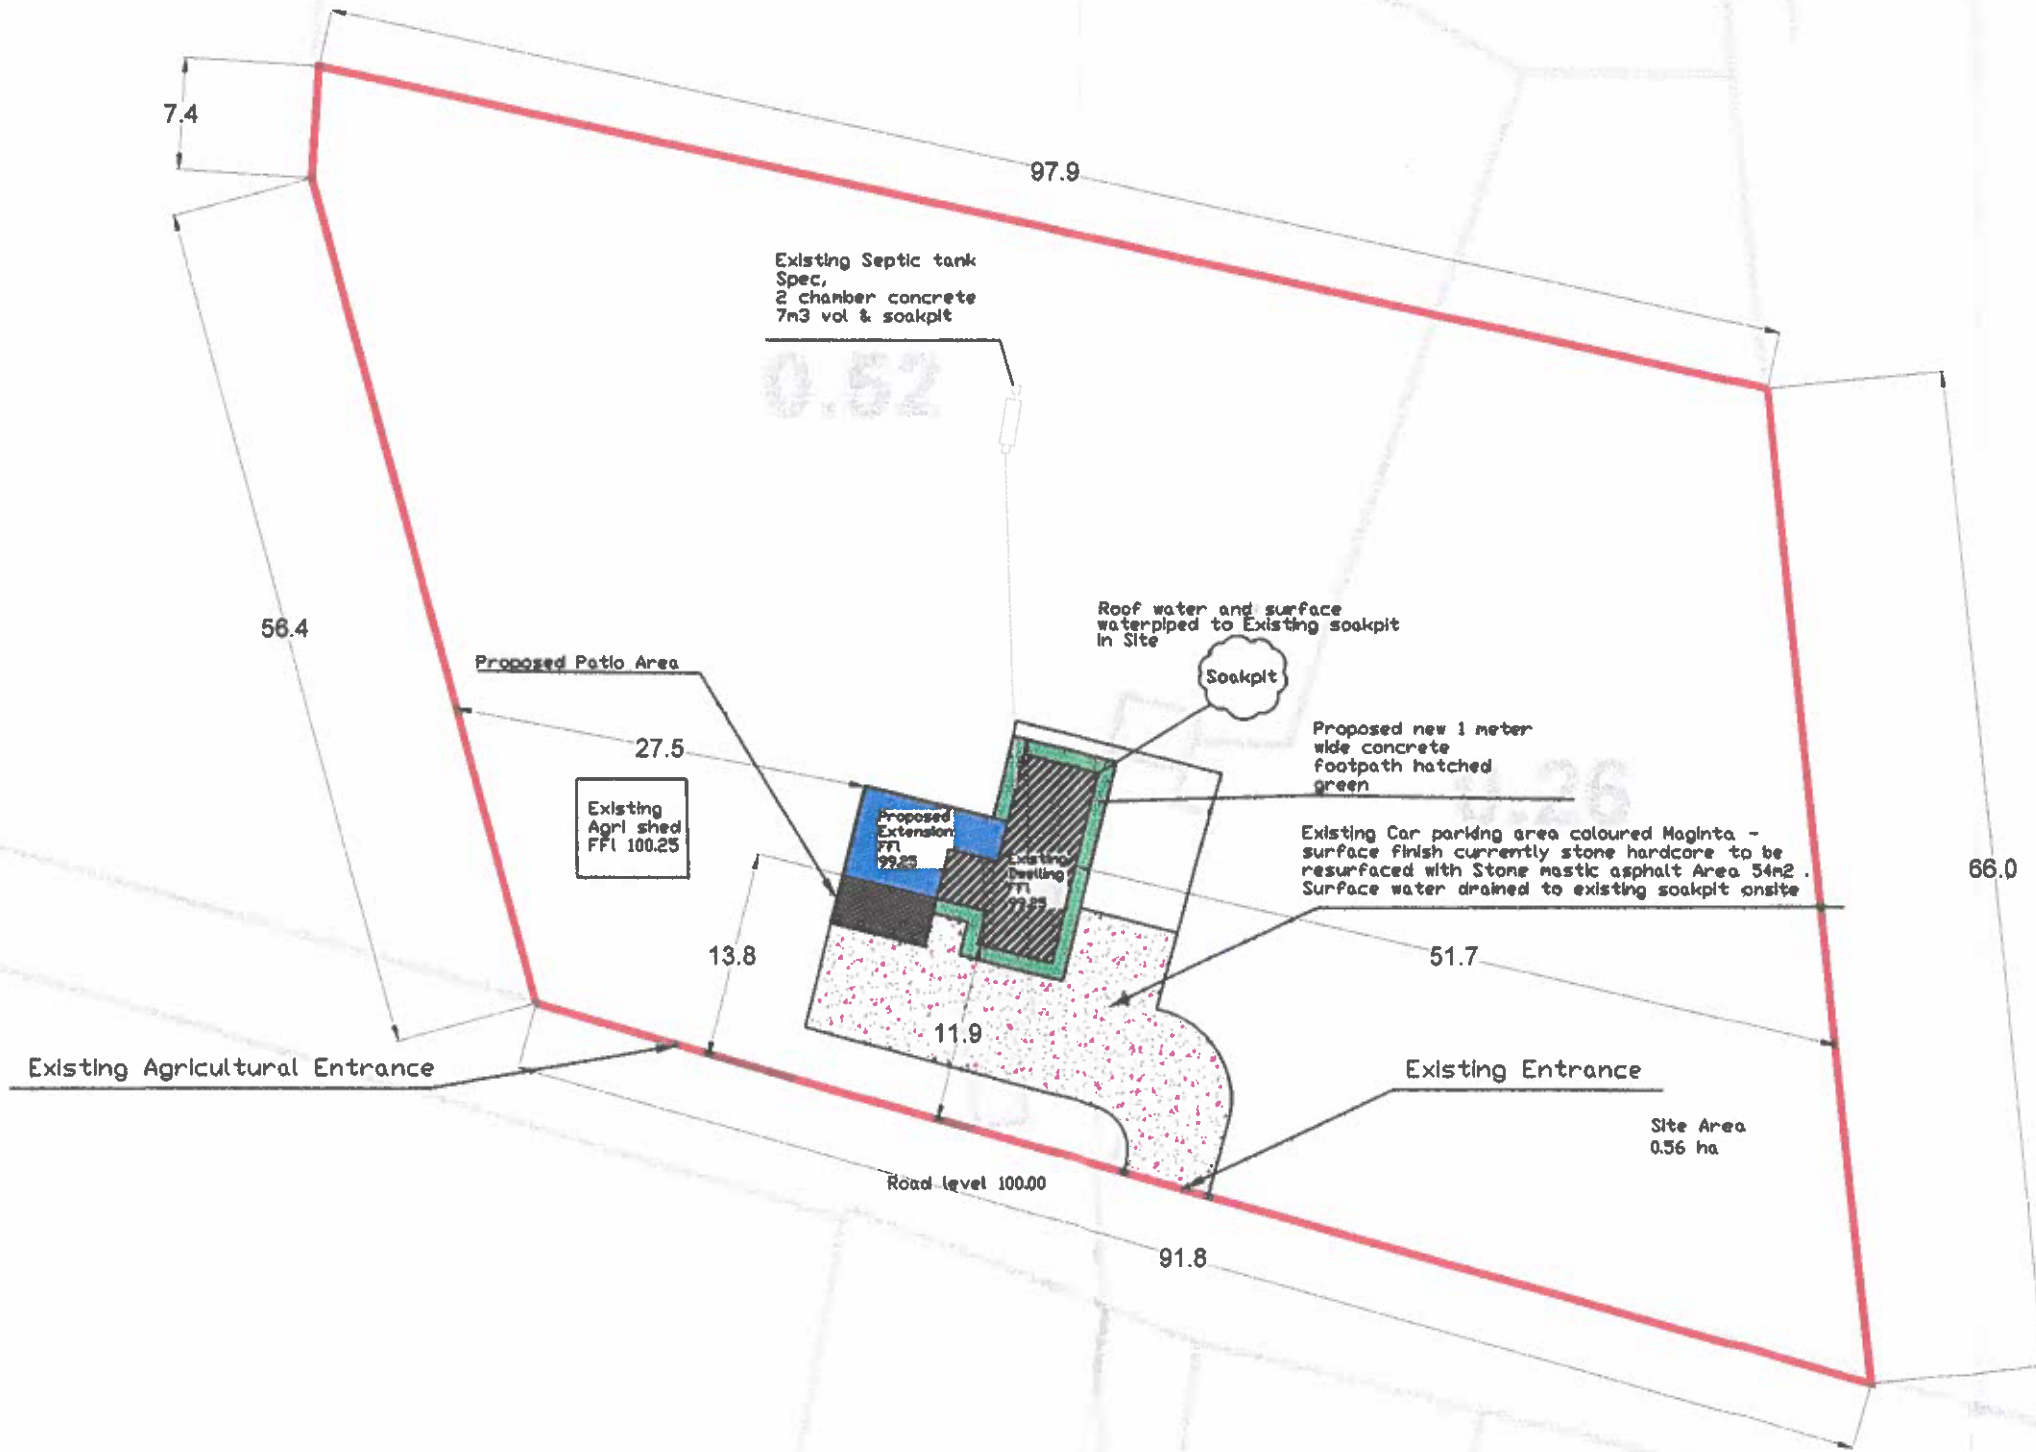 7.4
97.9
Existing Septic tank
Spec,
2 chamber concrete
7m3 vol & soakpit
0.52
56.4
Roof water and surface
waterpiped to Existing soakpit
in Site
Soakpit
Proposed Patio Area
27.5
Proposed new 1 meter
wide concrete
footpath hatched
green
Existing
Agri shed
FFl 100.25
Proposed
Extension
FFl
99.25
Existing
Dwelling
FFl
99.25
Existing Car parking area coloured Maginta -
surface finish currently stone hardcore to be
resurfaced with Stone mastic asphalt Area 54m2 .
Surface water drained to existing soakpit onsite
66.0
13.8
51.7
11.9
Existing Agricultural Entrance
Existing Entrance
Site Area
0.56 ha
Road level 100.00
91.8